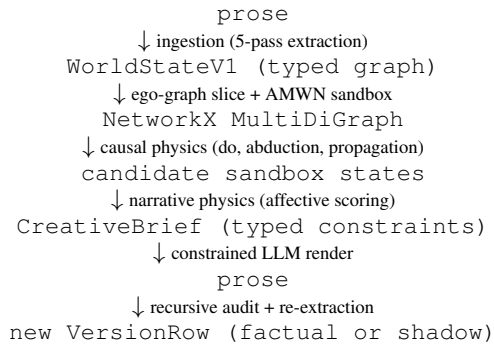 prose
↓ ingestion (5-pass extraction)
WorldStateV1 (typed graph)
↓ ego-graph slice + AMWN sandbox
NetworkX MultiDiGraph
↓ causal physics (do, abduction, propagation)
candidate sandbox states
↓ narrative physics (affective scoring)
CreativeBrief (typed constraints)
↓ constrained LLM render
prose
↓ recursive audit + re-extraction
new VersionRow (factual or shadow)